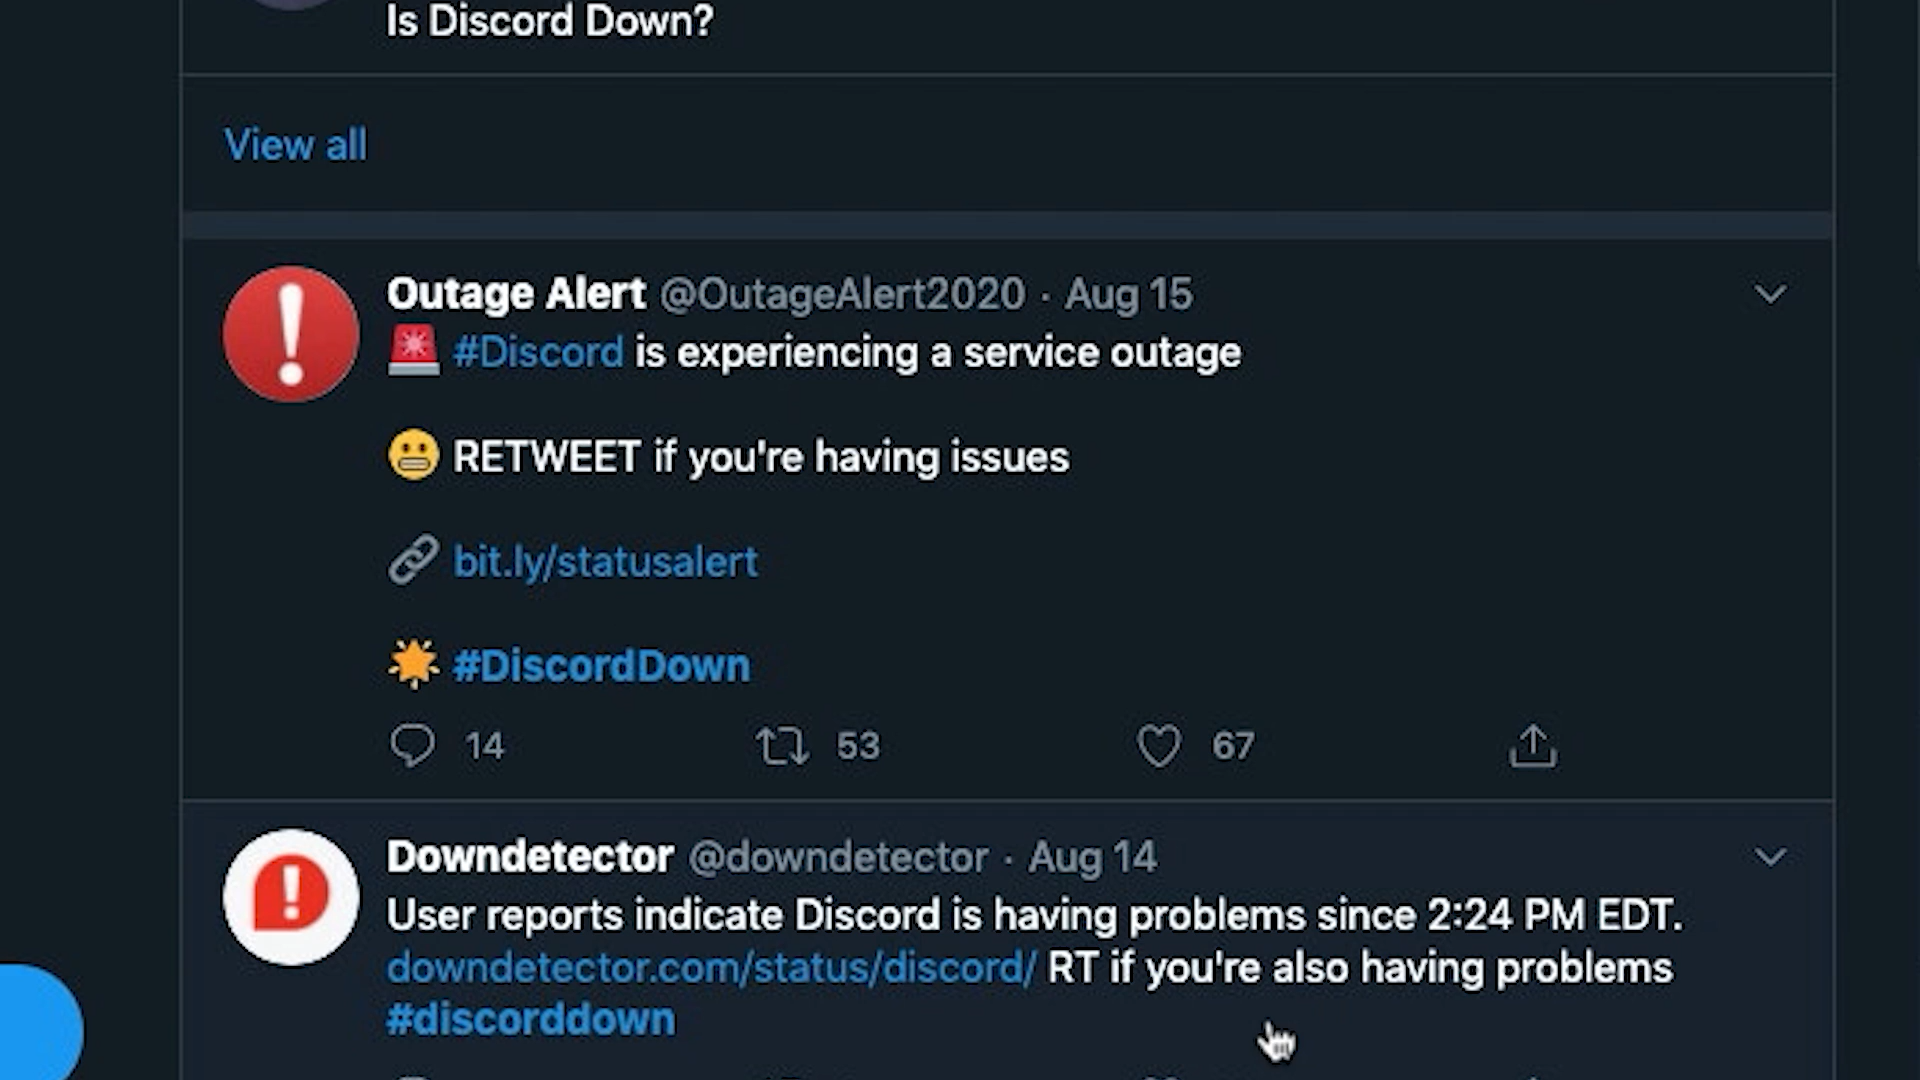 Is Discord Down?
View all
Outage Alert @OutageAlert2020 · Aug 15
🚨 #Discord is experiencing a service outage
😬 RETWEET if you're having issues
🔗 bit.ly/statusalert
🌟 #DiscordDown
14 53 67
Downdetector @downdetector · Aug 14
User reports indicate Discord is having problems since 2:24 PM EDT.
downdetector.com/status/discord/ RT if you're also having problems
#discorddown